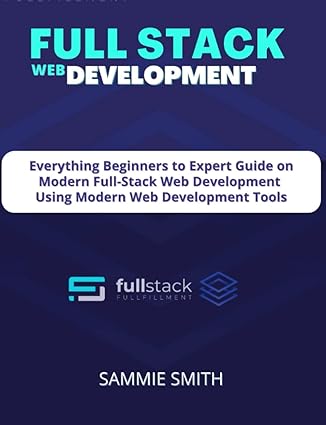 FULL STACK
WEB DEVELOPMENT
Everything Beginners to Expert Guide on
Modern Full-Stack Web Development
Using Modern Web Development Tools
fullstack
FULLFILLMENT
SAMMIE SMITH